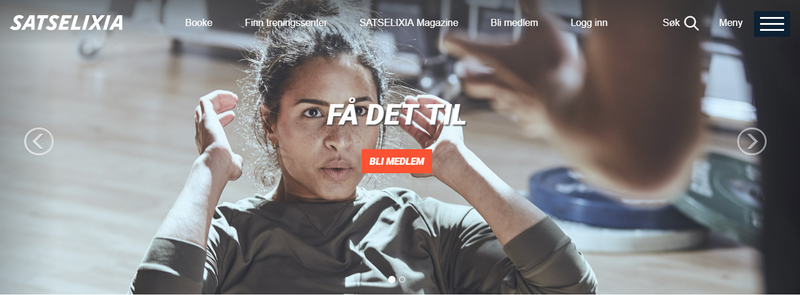 SATSELIXIA
Booke
Finn treningssenter
SATSELIXIA Magazine
Bli medlem
Logg inn
Søk
Meny
FÅ DET TIL
BLI MEDLEM